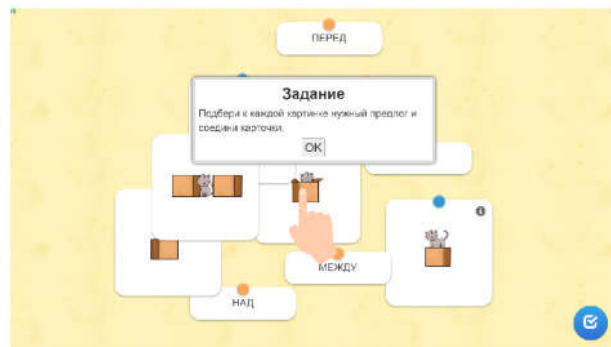 ПЕРЕД
Задание
Подбери к каждой картинке нужный предлог и
соедини карточки.
OK
МЕЖДУ
НАД